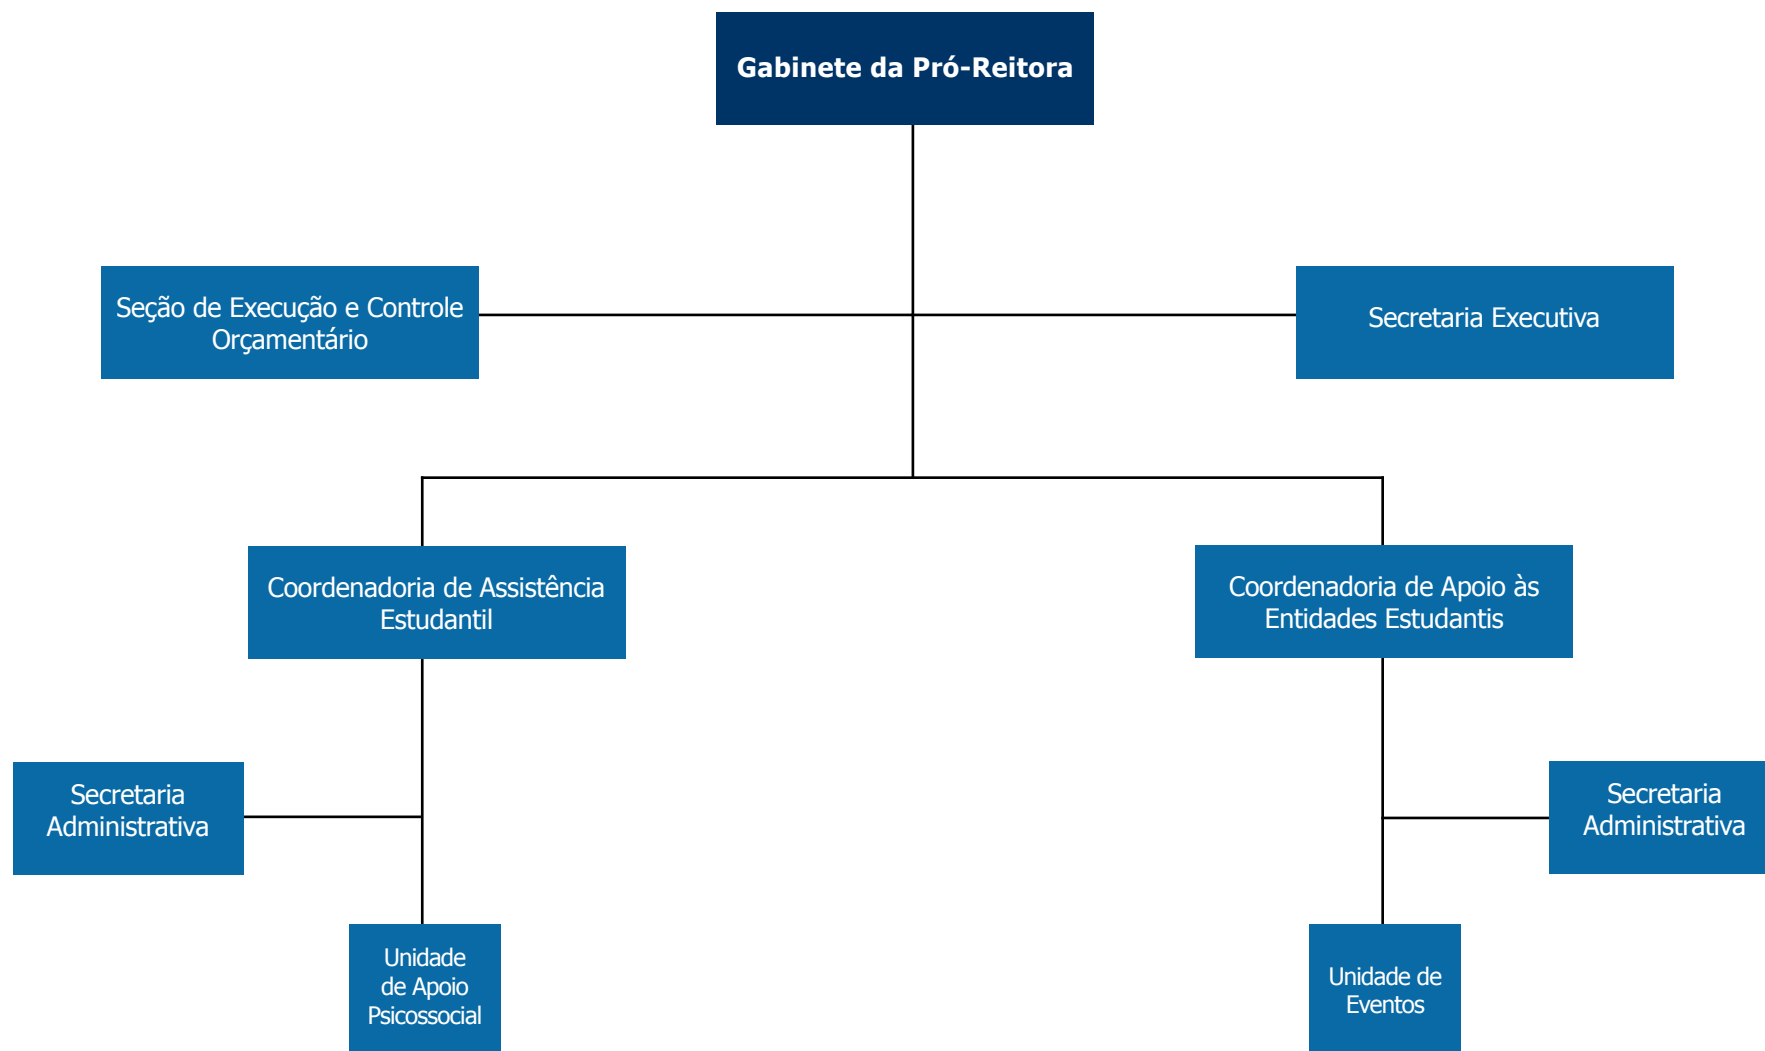 Gabinete da Pró-Reitora
Seção de Execução e Controle
Orçamentário
Secretaria Executiva
Coordenadoria de Assistência
Estudantil
Coordenadoria de Apoio às
Entidades Estudantis
Secretaria
Administrativa
Secretaria
Administrativa
Unidade
de Apoio
Psicossocial
Unidade de
Eventos